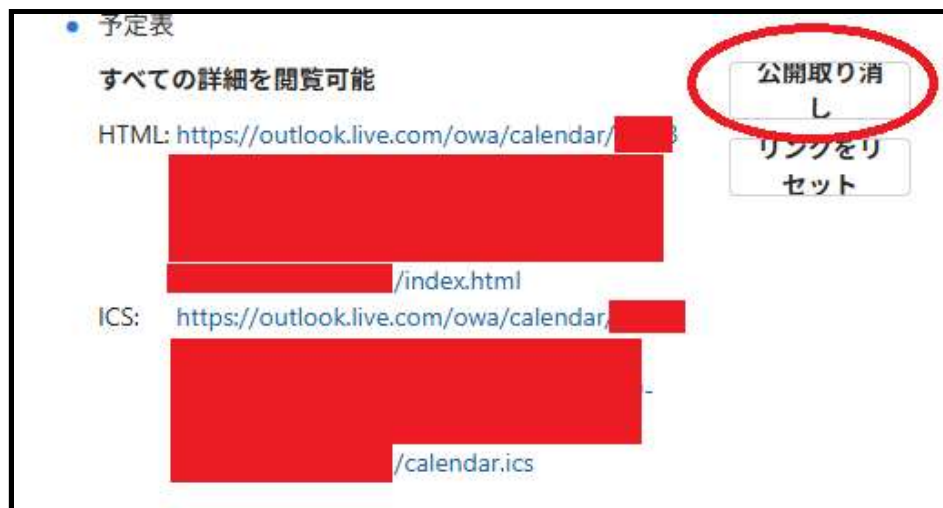 予定表
すべての詳細を閲覧可能
公開取り消
し
HTML: https://outlook.live.com/owa/calendar/
リンクをリ
セット
/index.html
ICS: https://outlook.live.com/owa/calendar/
-
/calendar.ics